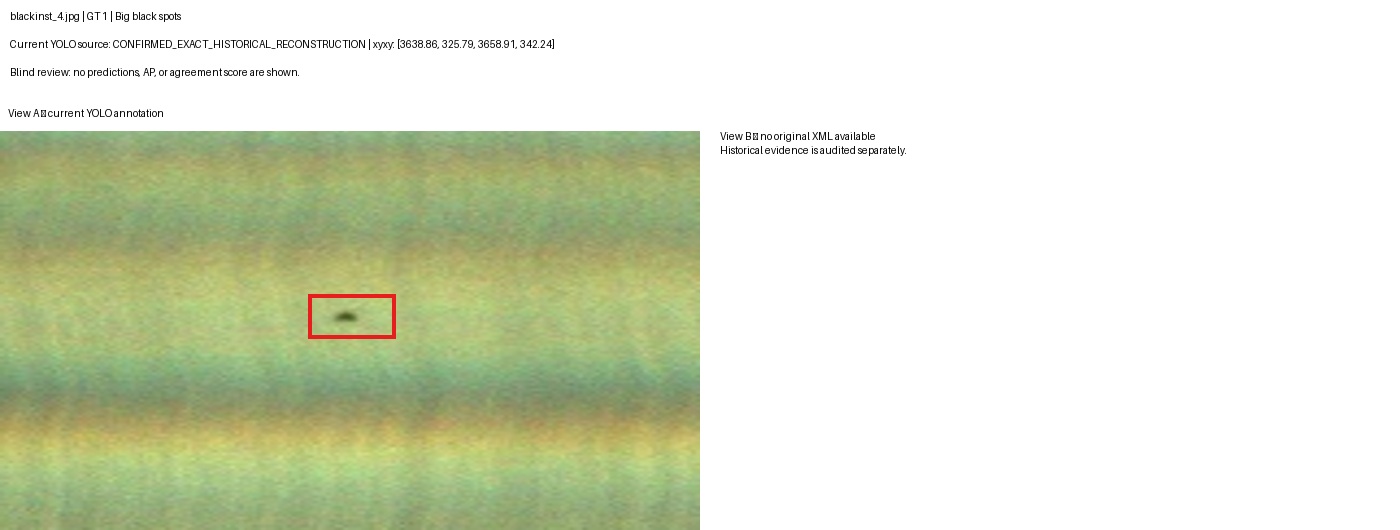 blackinst_4.jpg | GT 1 | Big black spots
Current YOLO source: CONFIRMED_EXACT_HISTORICAL_RECONSTRUCTION | xyxy: [3638.86, 325.79, 3658.91, 342.24]
Blind review: no predictions, AP, or agreement score are shown.
View A▯ current YOLO annotation
View B▯ no original XML available
Historical evidence is audited separately.